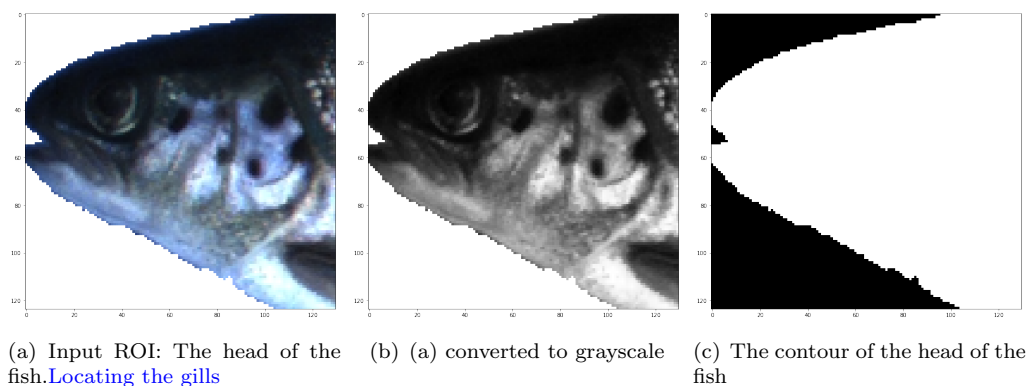 0
20
40
60
80
100
120
0 20 40 60 80 100 120
0
20
40
60
80
100
120
0 20 40 60 80 100 120
0
20
40
60
80
100
120
0 20 40 60 80 100 120
(a) Input ROI: The head of the
fish.Locating the gills
(b) (a) converted to grayscale
(c) The contour of the head of the
fish